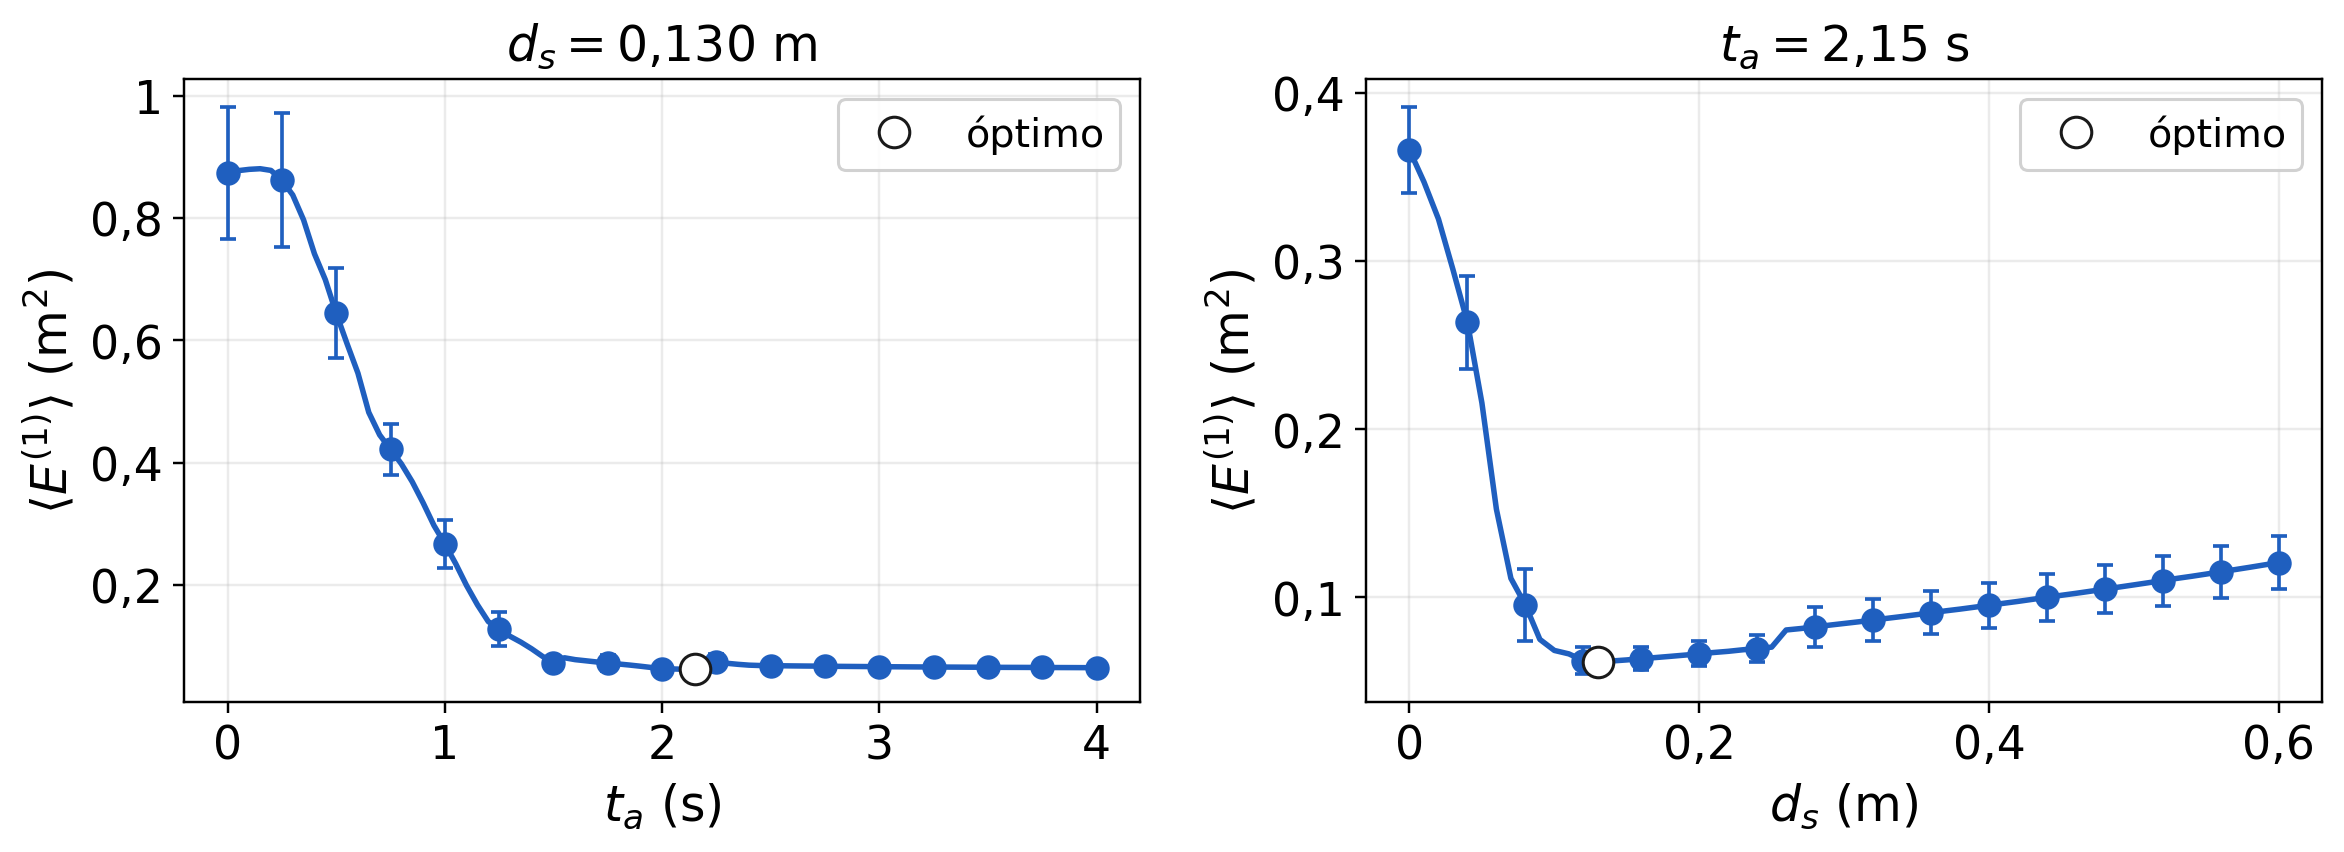 d_s = 0,130 m
⟨E^(1)⟩ (m²)
1
0,8
0,6
0,4
0,2
óptimo
0 1 2 3 4
t_a (s)
t_a = 2,15 s
⟨E^(1)⟩ (m²)
0,4
0,3
0,2
0,1
óptimo
0 0,2 0,4 0,6
d_s (m)